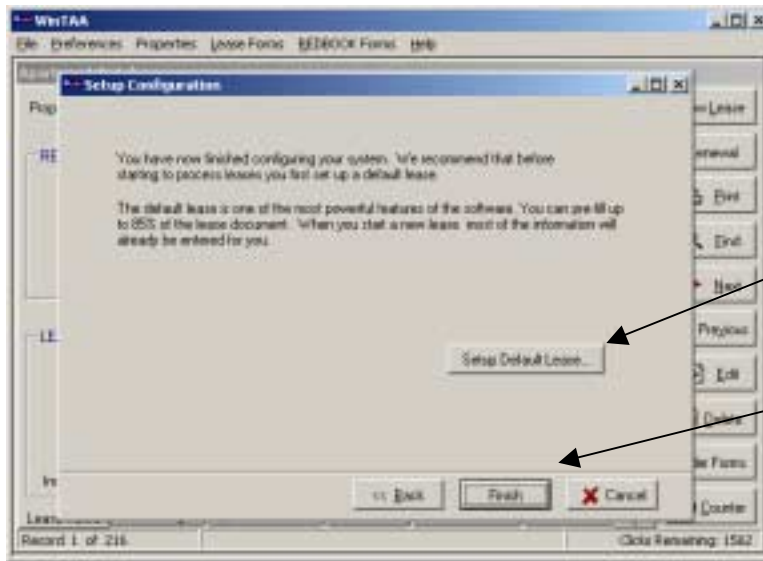 WinTAA
File Preferences Properties Lease Forms REDBOOK Forms Help
Setup Configuration
You have now finished configuring your system. We recommend that before
starting to process leases you first set up a default lease.
The default lease is one of the most powerful features of the software. You can pre-fill up
to 85% of the lease document. When you start a new lease most of the information will
already be entered for you.
Setup Default Lease...
<< Back
Finish
Cancel
Lease
Print
Find
Next
Previous
Edit
Delete
Forms
Counter
Record 1 of 216
Clicks Remaining: 1582